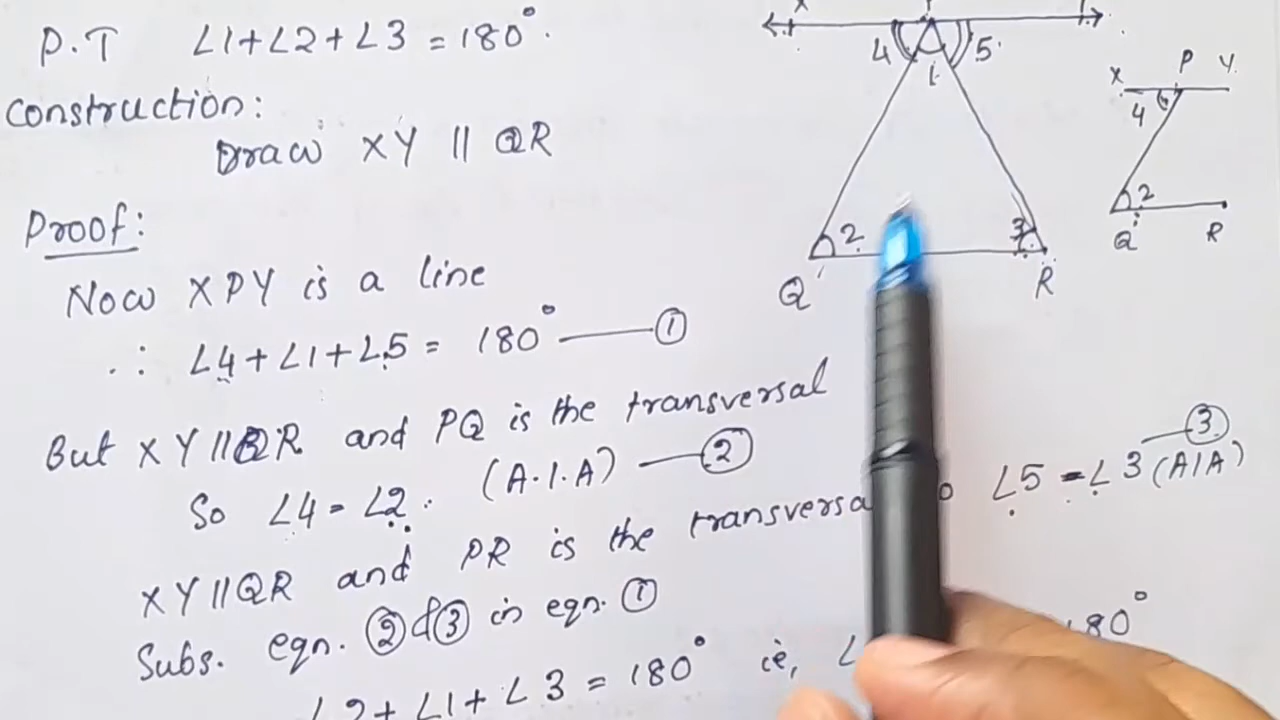 P.T ∠1+∠2+∠3 = 180°.
Construction:
Draw XY || QR
Proof:
Now XPY is a line
∴ ∠4+∠1+∠5 = 180° — ①
But XY || QR and PQ is the transversal
So ∠4 = ∠2. (A.I.A) — ②
XY || QR and PR is the transversa
∠5 = ∠3 (AIA) — ③
Subs. eqn. ② & ③ in eqn. ①
∠2+∠1+∠3 = 180° ie, ∠ 180°
X
4 1 5
2 3
Q R
X P Y
4
2
Q R